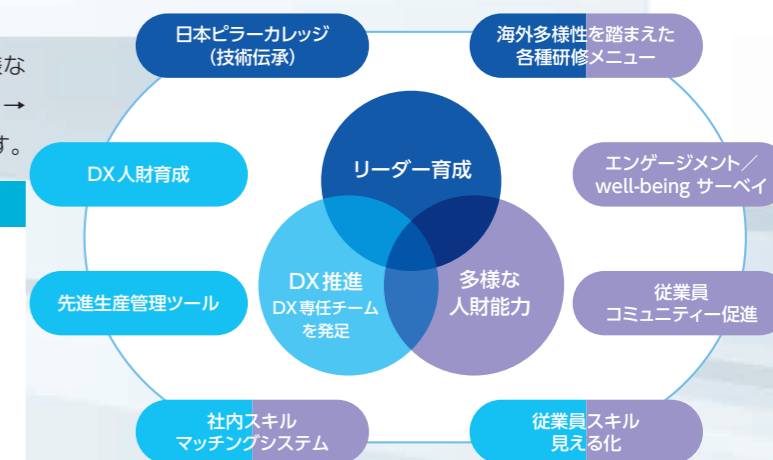 な
→
す。
日本ピラーカレッジ
(技術伝承)
海外多様性を踏まえた
各種研修メニュー
DX人財育成
リーダー育成
エンゲージメント／
well-being サーベイ
先進生産管理ツール
DX推進
DX専任チーム
を発足
多様な
人財能力
従業員
コミュニティー促進
社内スキル
マッチングシステム
従業員スキル
見える化